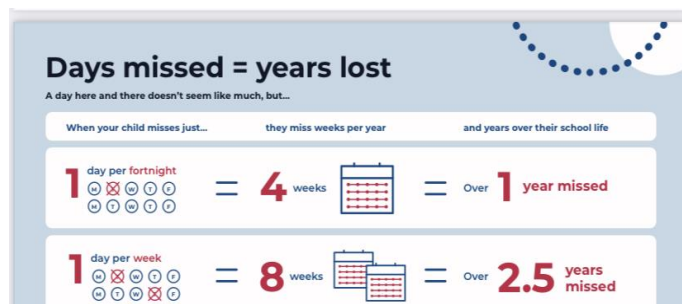 Days missed = years lost
A day here and there doesn't seem like much, but...
When your child misses just... they miss weeks per year and years over their school life
1 day per fortnight = 4 weeks = Over 1 year missed
M T W T F
M T W T F
1 day per week = 8 weeks = Over 2.5 years missed
M T W T F
M T W T F